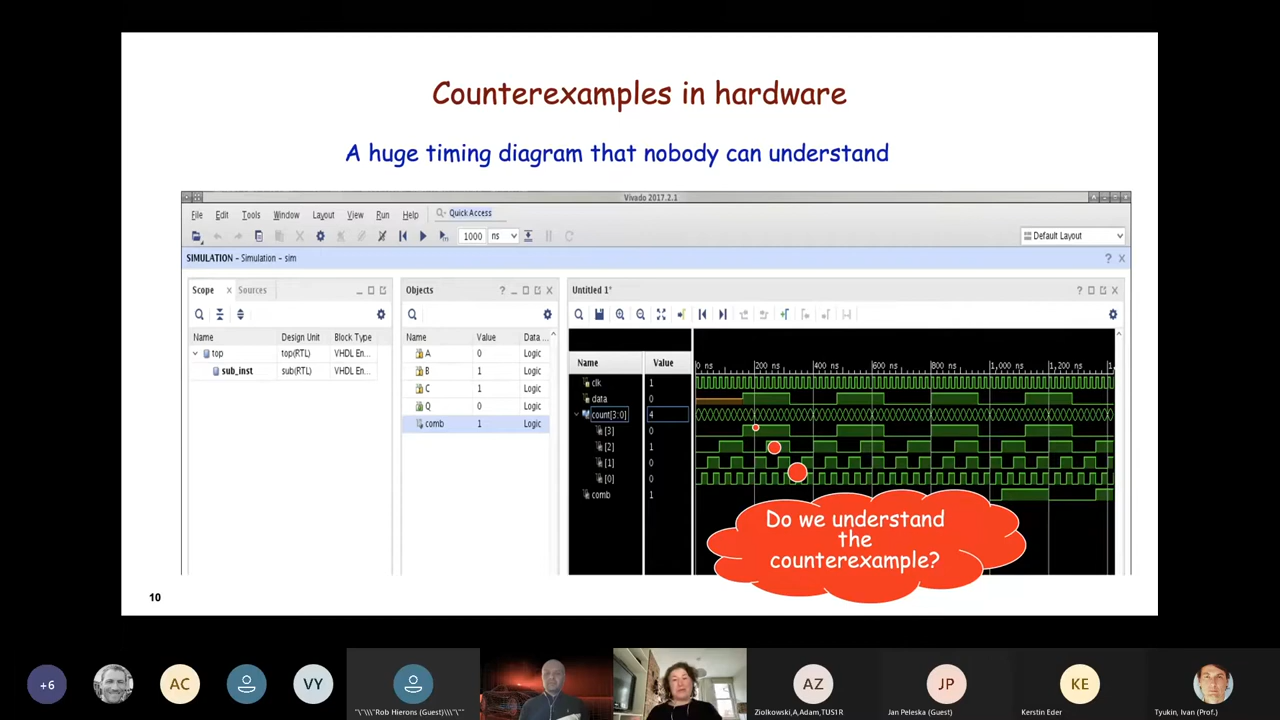 Counterexamples in hardware
A huge timing diagram that nobody can understand
Vivado 2017.2.1
File Edit Tools Window Layout View Run Help Quick Access
1000 ns Default Layout
SIMULATION - Simulation - sim
Scope Sources
Name Design Unit Block Type
top top(RTL) VHDL En...
sub_inst sub(RTL) VHDL En...
Objects
Name Value Data ...
A 0 Logic
B 1 Logic
C 1 Logic
Q 0 Logic
comb 1 Logic
Untitled 1*
Name Value
0 ns 200 ns 400 ns 600 ns 800 ns 1,000 ns 1,200 ns 1
clk 1
data 0
count[3:0] 4
[3] 0
[2] 1
[1] 0
[0] 0
comb 1
Do we understand
the
counterexample?
10
+6
AC
VY
AZ
JP
KE
"\"\\"Rob Hierons (Guest)\\"\""
Ziolkowski,A,Adam,TUS1R
Jan Peleska (Guest)
Kerstin Eder
Tyukin, Ivan (Prof.)